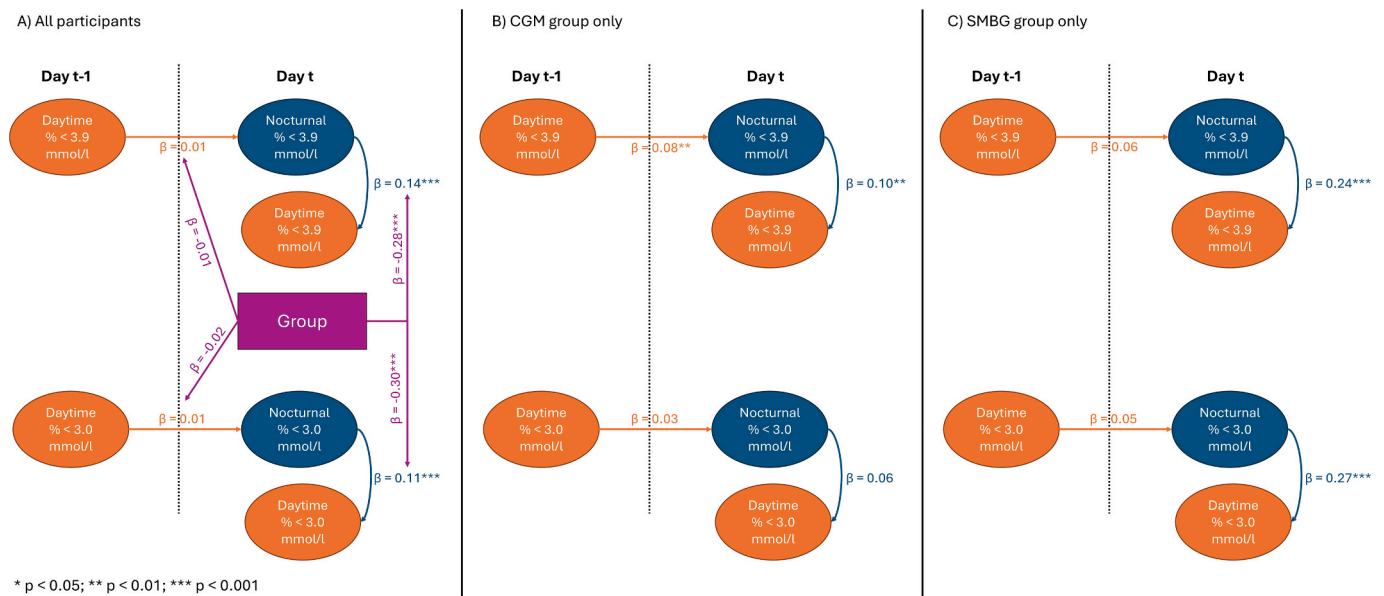 A) All participants
Day t-1
Day t
Daytime
% < 3.9
mmol/l
β = 0.01
Nocturnal
% < 3.9
mmol/l
β = 0.14***
Daytime
% < 3.9
mmol/l
β = -0.01
β = -0.28***
Group
β = -0.02
β = -0.30***
Daytime
% < 3.0
mmol/l
β = 0.01
Nocturnal
% < 3.0
mmol/l
β = 0.11***
Daytime
% < 3.0
mmol/l
* p < 0.05; ** p < 0.01; *** p < 0.001
B) CGM group only
Day t-1
Day t
Daytime
% < 3.9
mmol/l
β = 0.08**
Nocturnal
% < 3.9
mmol/l
β = 0.10**
Daytime
% < 3.9
mmol/l
Daytime
% < 3.0
mmol/l
β = 0.03
Nocturnal
% < 3.0
mmol/l
β = 0.06
Daytime
% < 3.0
mmol/l
C) SMBG group only
Day t-1
Day t
Daytime
% < 3.9
mmol/l
β = 0.06
Nocturnal
% < 3.9
mmol/l
β = 0.24***
Daytime
% < 3.9
mmol/l
Daytime
% < 3.0
mmol/l
β = 0.05
Nocturnal
% < 3.0
mmol/l
β = 0.27***
Daytime
% < 3.0
mmol/l